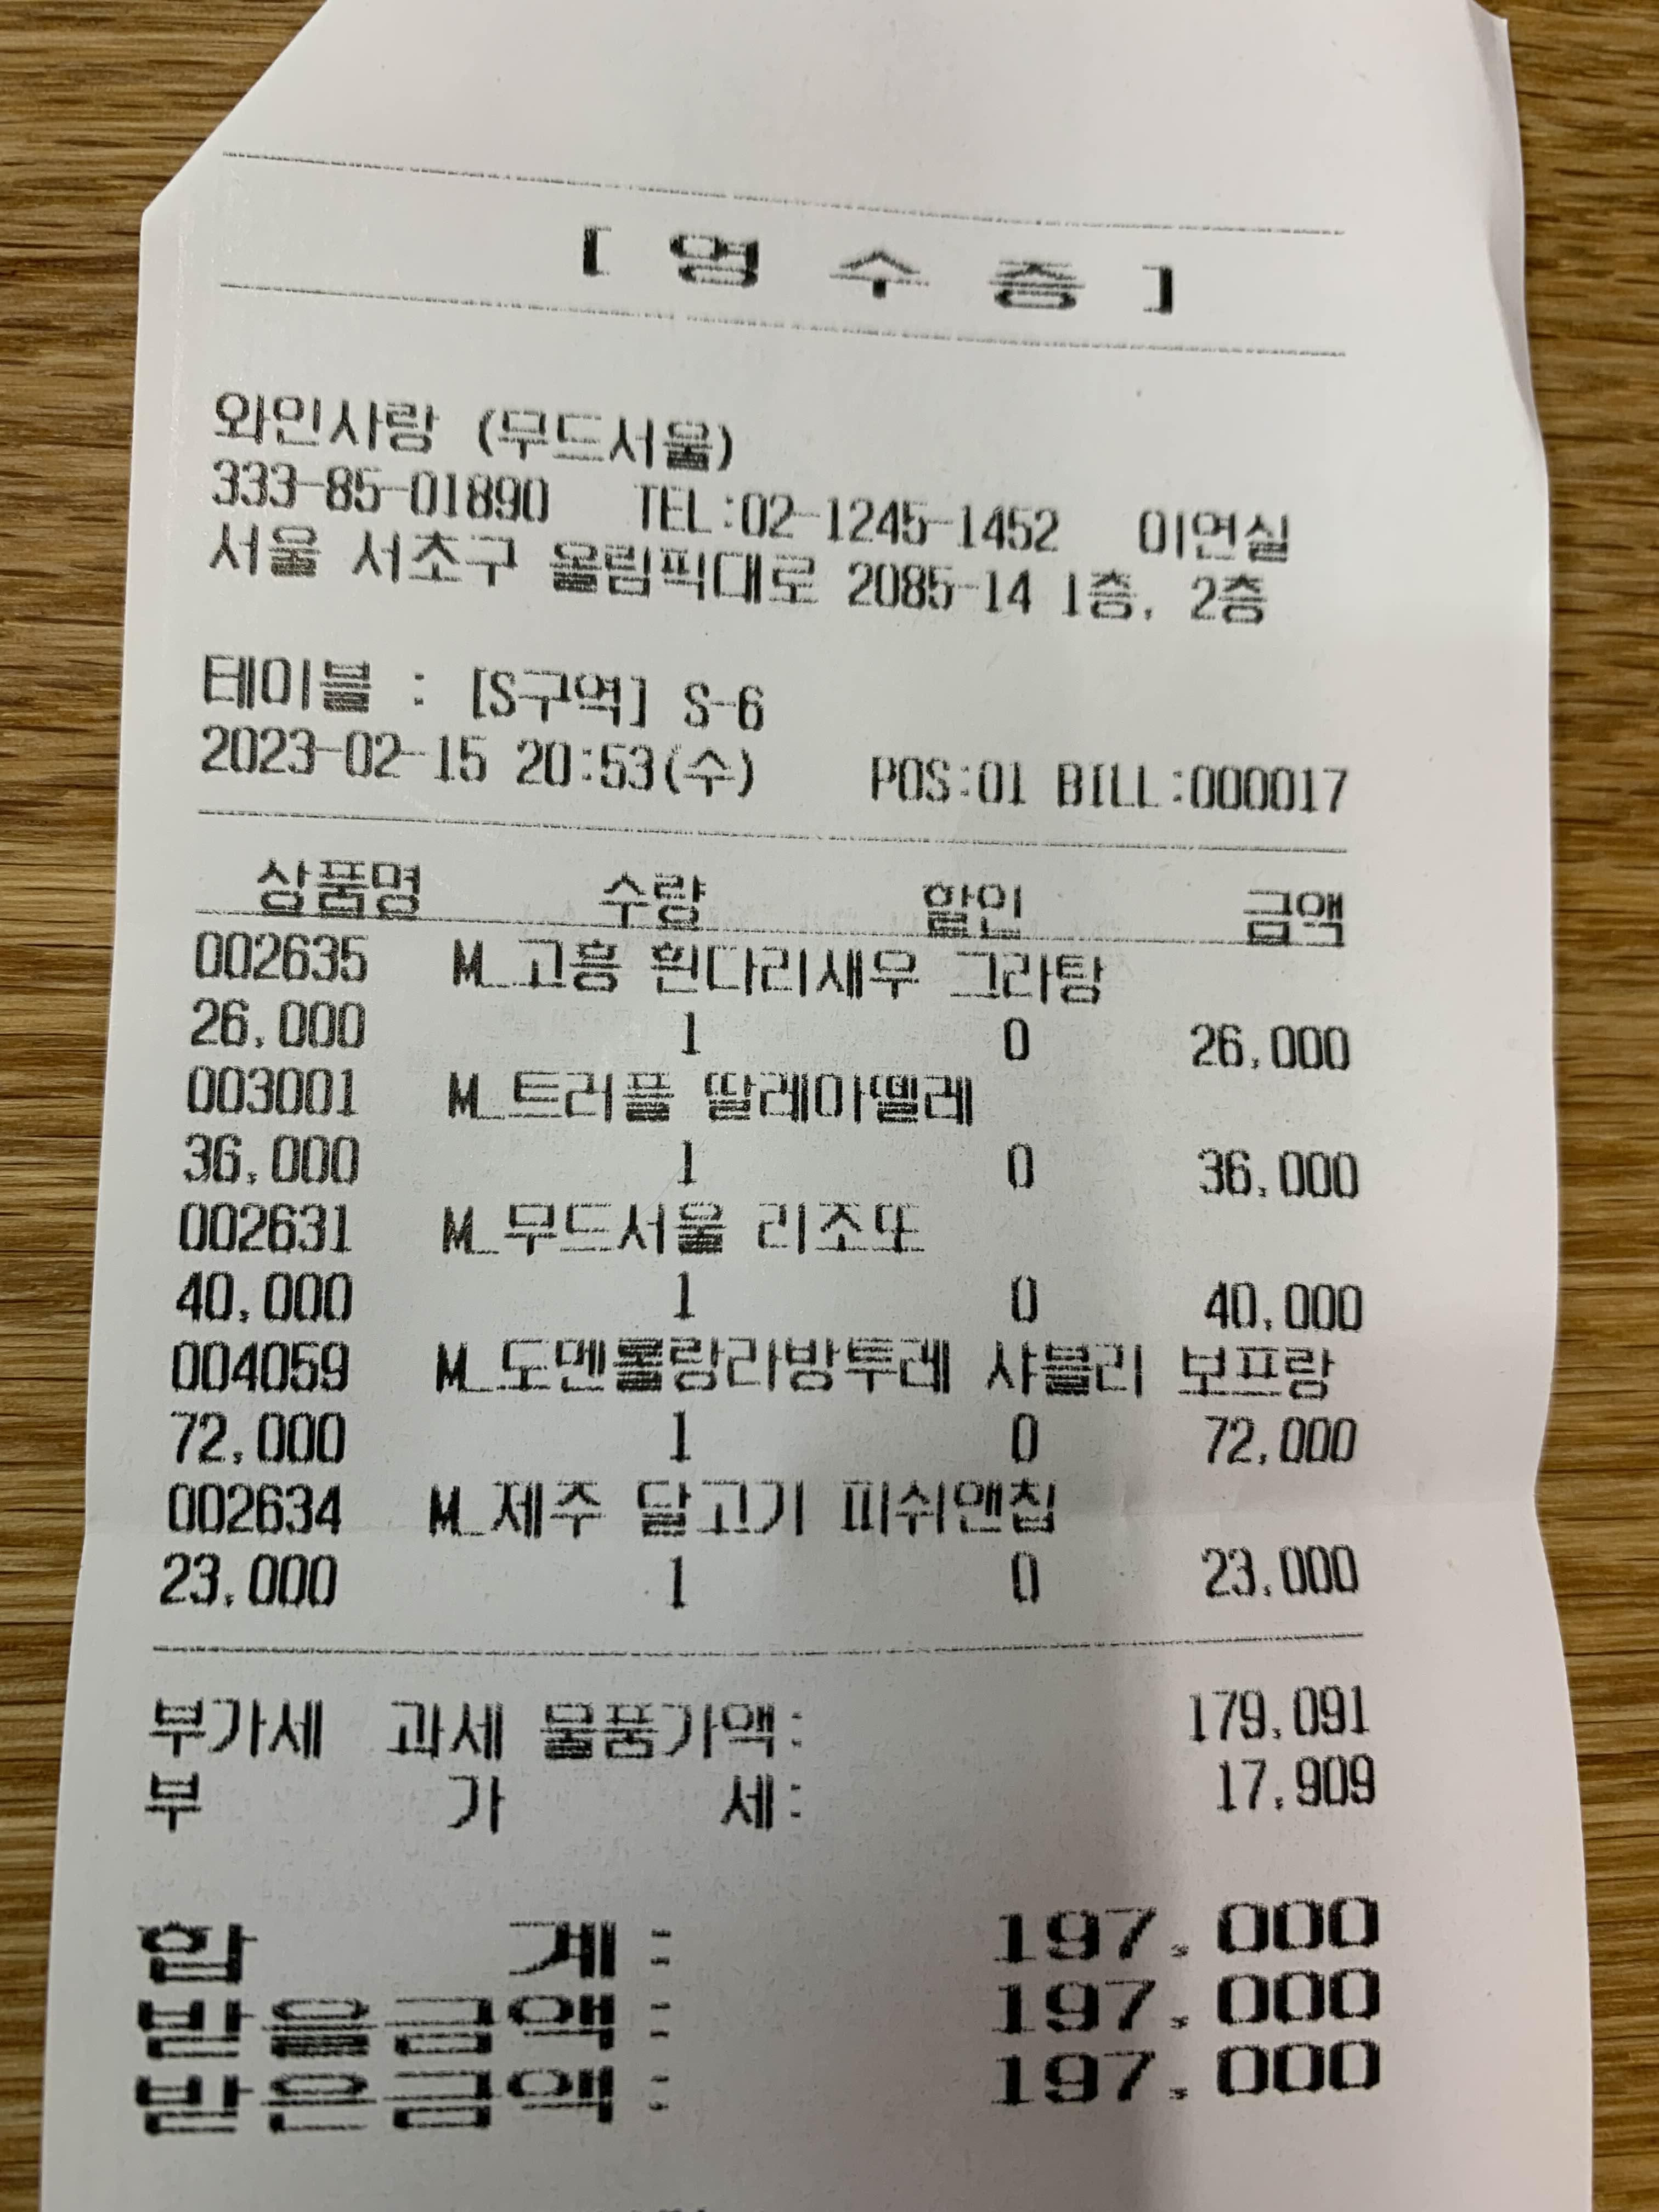 [ 영 수 증 ]
와인사랑 (무드서울)
333-85-01890 TEL:02-1245-1452 이연실
서울 서초구 올림픽대로 2085-14 1층, 2층
테이블 : [S구역] S-6
2023-02-15 20:53(수) POS:01 BILL:000017
상품명 수량 할인 금액
002635 M_고흥 흰다리새우 그라탕
26,000 1 0 26,000
003001 M_트러플 딸레아뗄레
36,000 1 0 36,000
002631 M_무드서울 리조또
40,000 1 0 40,000
004059 M_도멘롤랑라방투레 샤블리 보프랑
72,000 1 0 72,000
002634 M_제주 달고기 피쉬앤칩
23,000 1 0 23,000
부가세 과세 물품가액: 179,091
부 가 세: 17,909
합 계 : 197,000
받을금액 : 197,000
받은금액 : 197,000